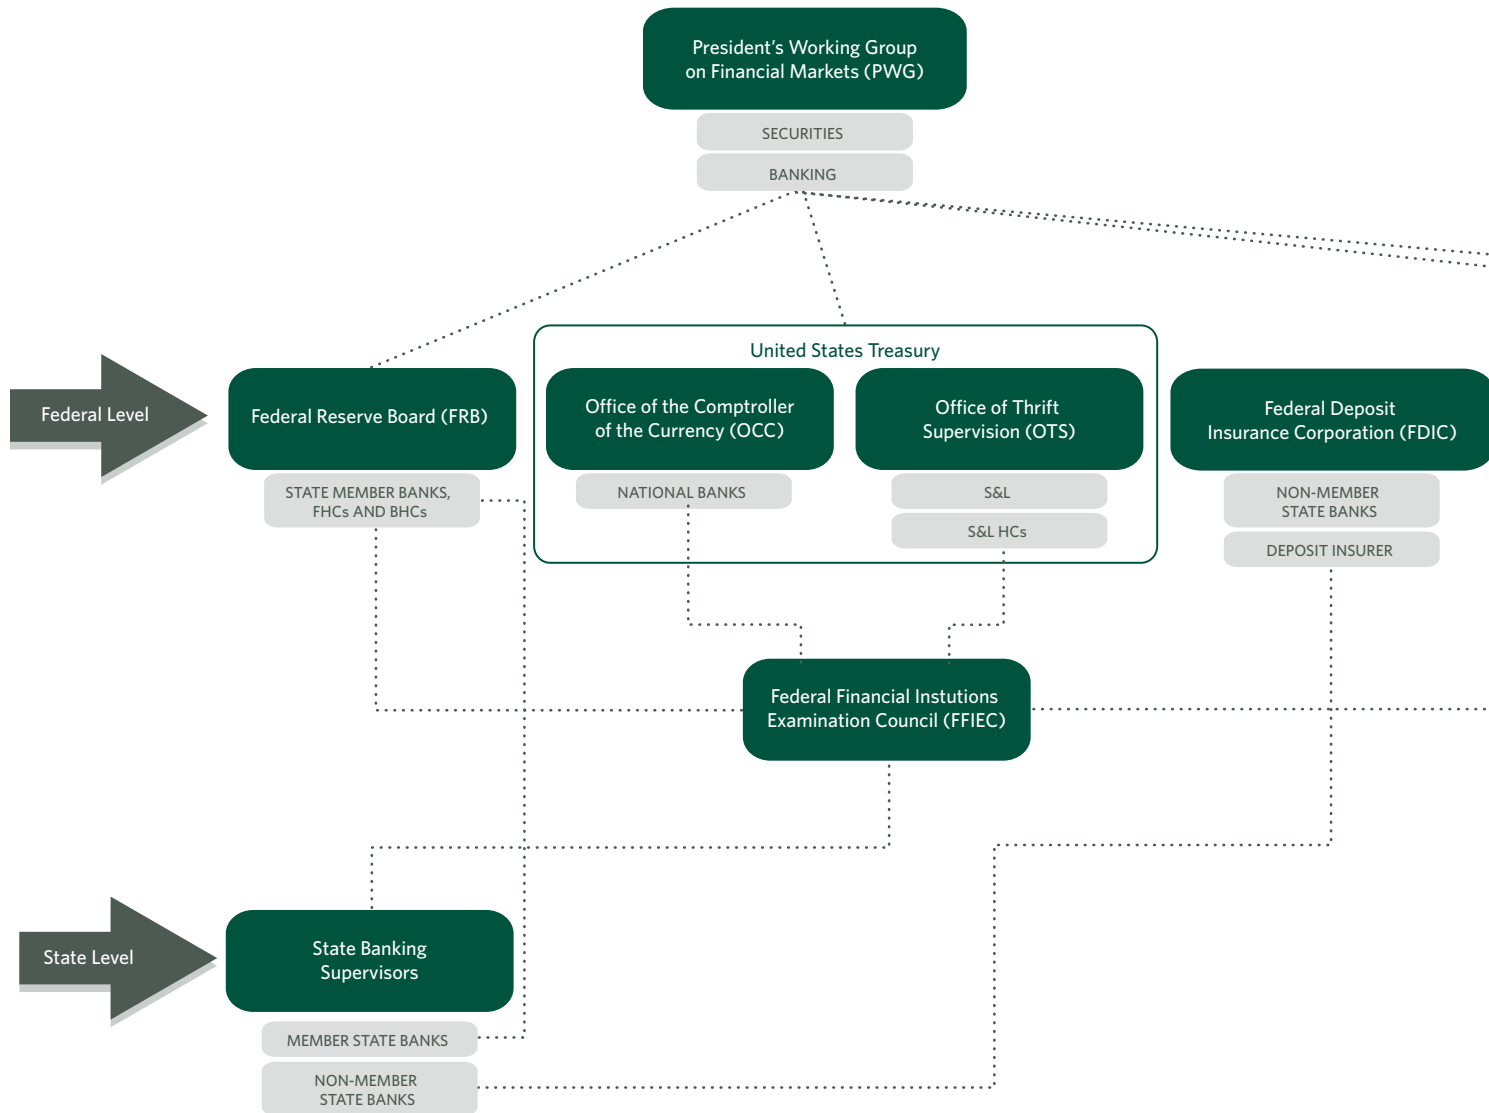 President’s Working Group
on Financial Markets (PWG)
SECURITIES
BANKING
United States Treasury
Federal Level
Federal Reserve Board (FRB)
Office of the Comptroller
of the Currency (OCC)
Office of Thrift
Supervision (OTS)
Federal Deposit
Insurance Corporation (FDIC)
STATE MEMBER BANKS,
FHCs AND BHCs
NATIONAL BANKS
S&L
S&L HCs
NON-MEMBER
STATE BANKS
DEPOSIT INSURER
Federal Financial Instutions
Examination Council (FFIEC)
State Level
State Banking
Supervisors
MEMBER STATE BANKS
NON-MEMBER
STATE BANKS